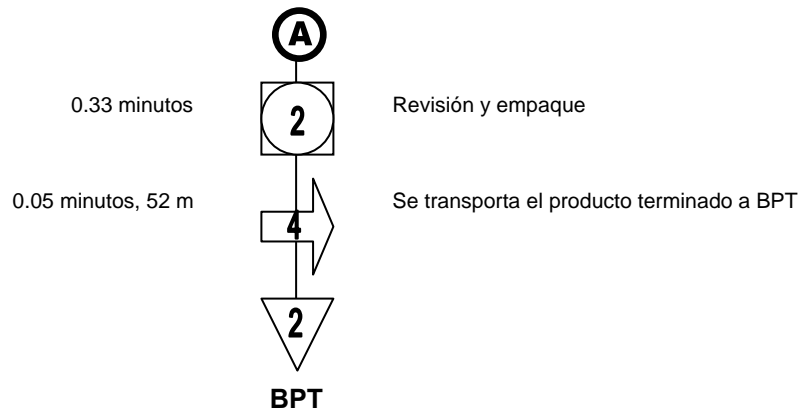 A
0.33 minutos
2
Revisión y empaque
0.05 minutos, 52 m
4
Se transporta el producto terminado a BPT
2
BPT